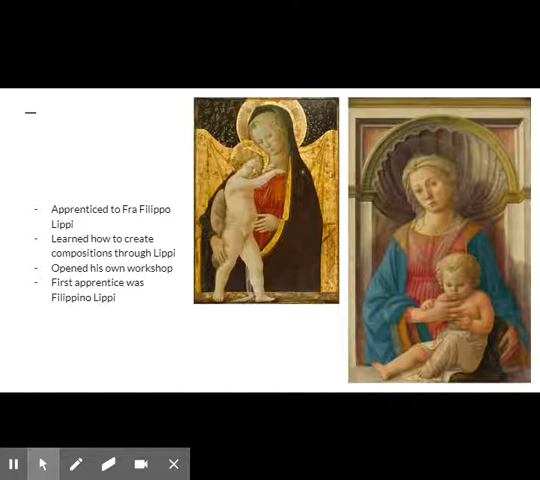 - Apprenticed to Fra Filippo
Lippi
- Learned how to create
compositions through Lippi
- Opened his own workshop
- First apprentice was
Filippino Lippi